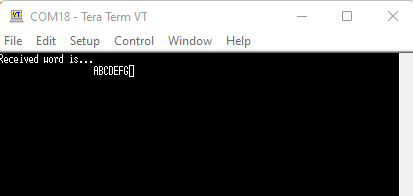 COM18 - Tera Term VT
File Edit Setup Control Window Help
Received word is...
ABCDEFG